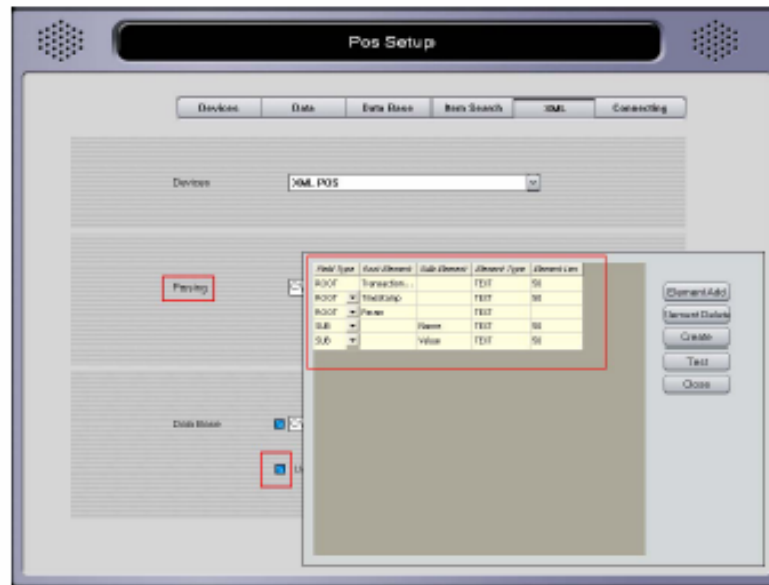 Pos Setup
Devices Data Data Base Item Search XML Connecting
Devices XML POS
Field Type Root Element Sub Element Element Type Element Len
ROOT Transaction... TEXT 50
Parsing
ROOT TimeStamp TEXT 50
Element Add
ROOT TEXT
Element Delete
SUB Name TEXT 50
Create
SUB Value TEXT 50
Test
Close
Data Base